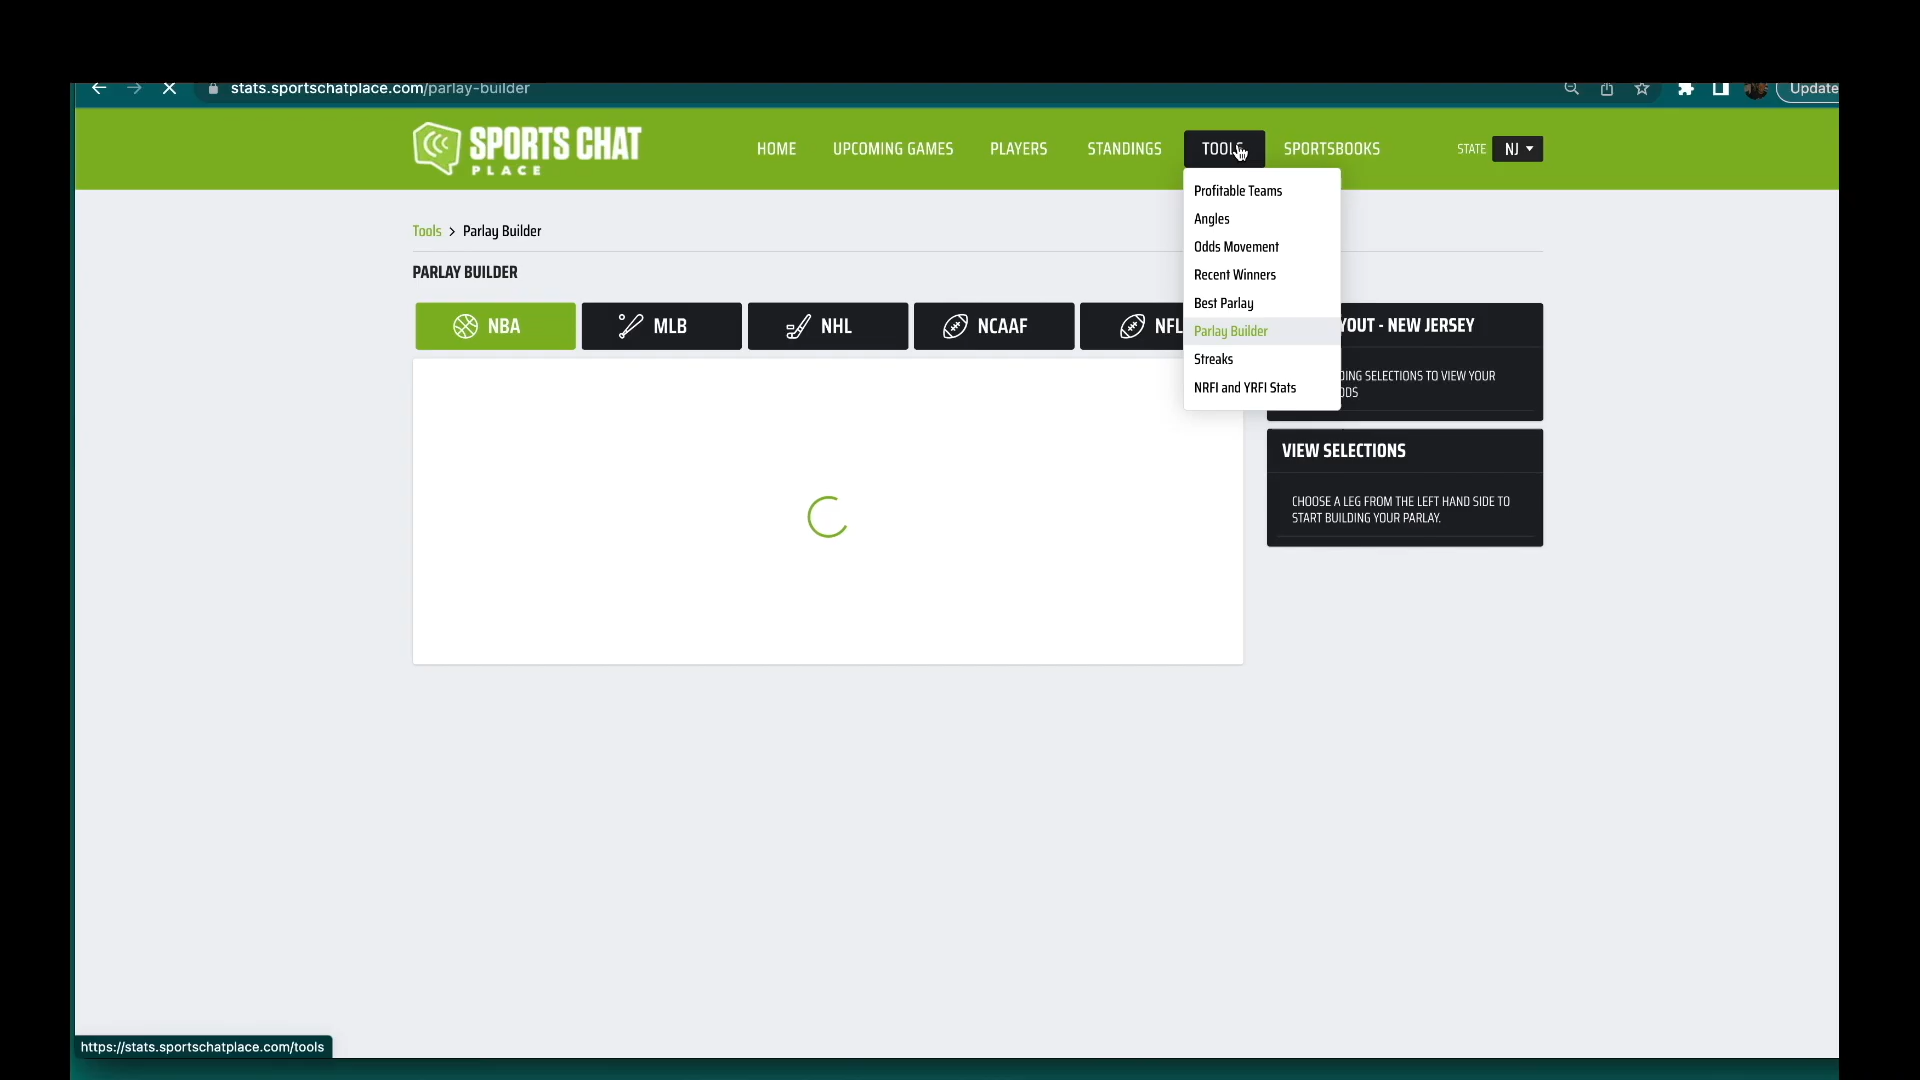 stats.sportschatplace.com/parlay-builder
Update
SPORTS CHAT
PLACE
HOME
UPCOMING GAMES
PLAYERS
STANDINGS
TOOLS
SPORTSBOOKS
STATE
NJ
Profitable Teams
Angles
Odds Movement
Recent Winners
Best Parlay
Parlay Builder
Streaks
NRFI and YRFI Stats
Tools > Parlay Builder
PARLAY BUILDER
NBA
MLB
NHL
NCAAF
NFL
YOUT - NEW JERSEY
DING SELECTIONS TO VIEW YOUR
ODS
VIEW SELECTIONS
CHOOSE A LEG FROM THE LEFT HAND SIDE TO
START BUILDING YOUR PARLAY.
https://stats.sportschatplace.com/tools